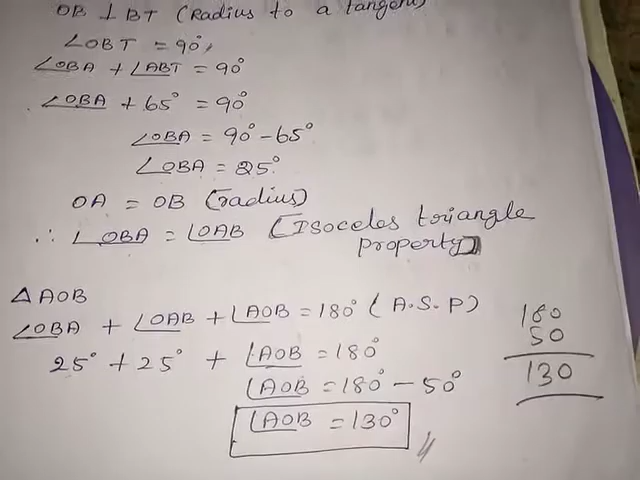 OB ⊥ BT (Radius to a tangent)
∠OBT = 90°,
∠OBA + ∠ABT = 90°
∠OBA + 65° = 90°
∠OBA = 90° - 65°
∠OBA = 25°
OA = OB (radius)
∴ ∠OBA = ∠OAB (Isoceles triangle
property)
△AOB
∠OBA + ∠OAB + ∠AOB = 180° (A.S.P)
25° + 25° + ∠AOB = 180°
∠AOB = 180° - 50°
∠AOB = 130°
180
50
130